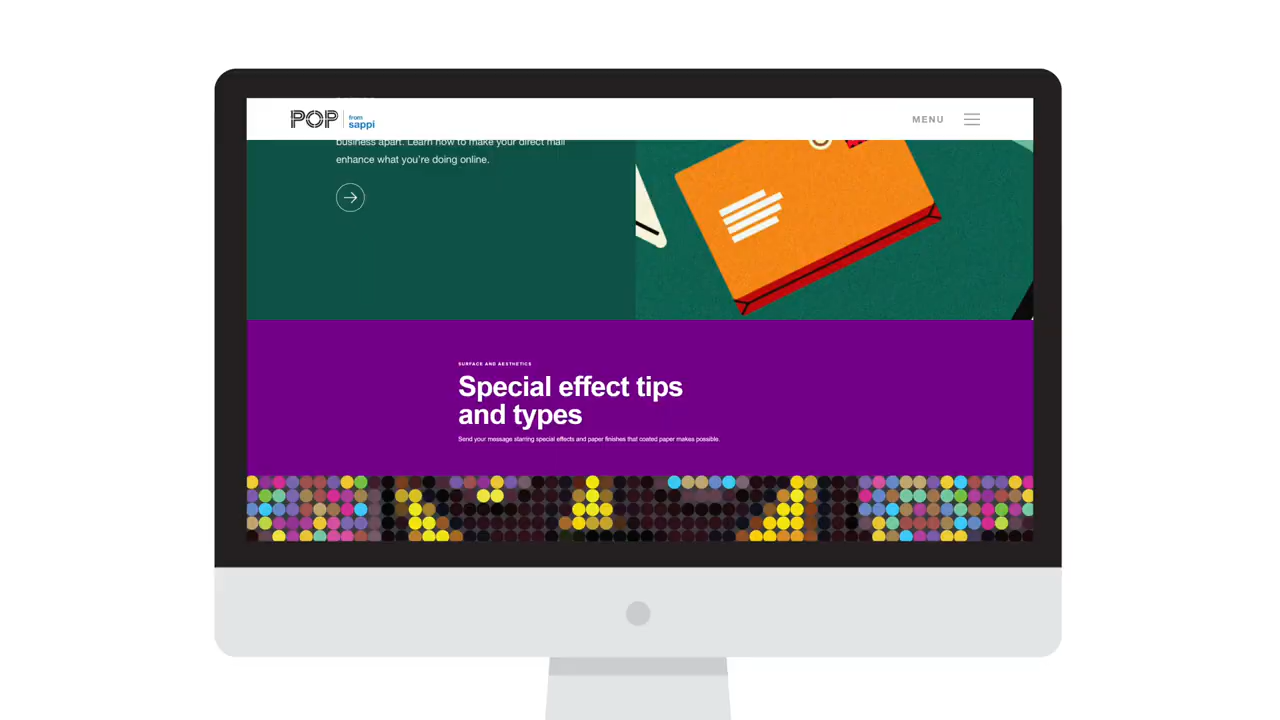 POP
from
sappi
MENU
business apart. Learn how to make your direct mail
enhance what you're doing online.
SURFACE AND AESTHETICS
Special effect tips
and types
Send your message starring special effects and paper finishes that coated paper makes possible.